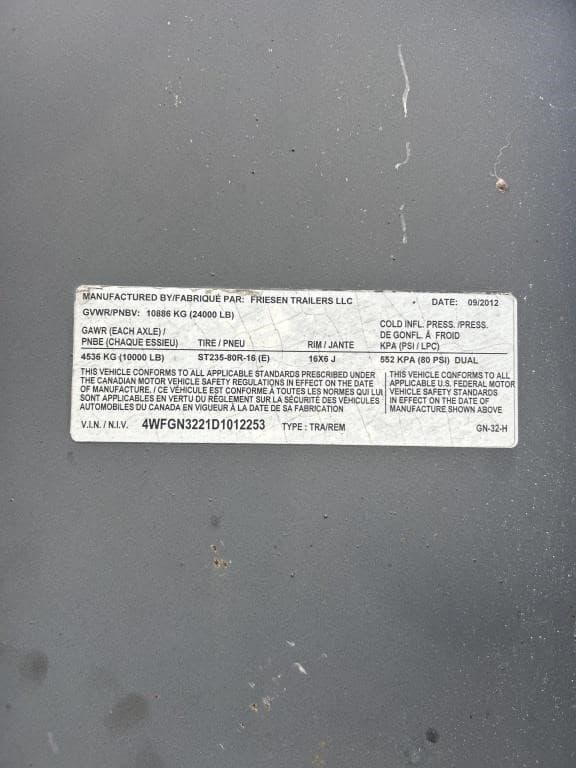 MANUFACTURED BY/FABRIQUÉ PAR: FRIESEN TRAILERS LLC DATE: 09/2012
GVWR/PNBV: 10886 KG (24000 LB)
GAWR (EACH AXLE) /
PNBE (CHAQUE ESSIEU) TIRE / PNEU RIM / JANTE
COLD INFL. PRESS. /PRESS.
DE GONFL. À FROID
KPA (PSI / LPC)
4536 KG (10000 LB) ST235-80R-16 (E) 16X6 J 552 KPA (80 PSI) DUAL
THIS VEHICLE CONFORMS TO ALL APPLICABLE STANDARDS PRESCRIBED UNDER
THE CANADIAN MOTOR VEHICLE SAFETY REGULATIONS IN EFFECT ON THE DATE
OF MANUFACTURE. / CE VÉHICULE EST CONFORME À TOUTES LES NORMES QUI LUI
SONT APPLICABLES EN VERTU DU RÈGLEMENT SUR LA SÉCURITÉ DES VÉHICULES
AUTOMOBILES DU CANADA EN VIGUEUR À LA DATE DE SA FABRICATION
THIS VEHICLE CONFORMS TO ALL
APPLICABLE U.S. FEDERAL MOTOR
VEHICLE SAFETY STANDARDS
IN EFFECT ON THE DATE OF
MANUFACTURE SHOWN ABOVE
V.I.N. / N.I.V. 4WFGN3221D1012253 TYPE : TRA/REM GN-32-H